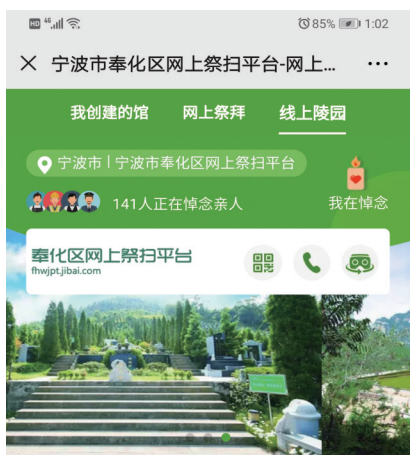 HD 46 85% 1:02
宁波市奉化区网上祭扫平台-网上...
我创建的馆 网上祭拜 线上陵园
宁波市 | 宁波市奉化区网上祭扫平台
141人正在悼念亲人 我在悼念
奉化区网上祭扫平台
fhwjpt.jibai.com